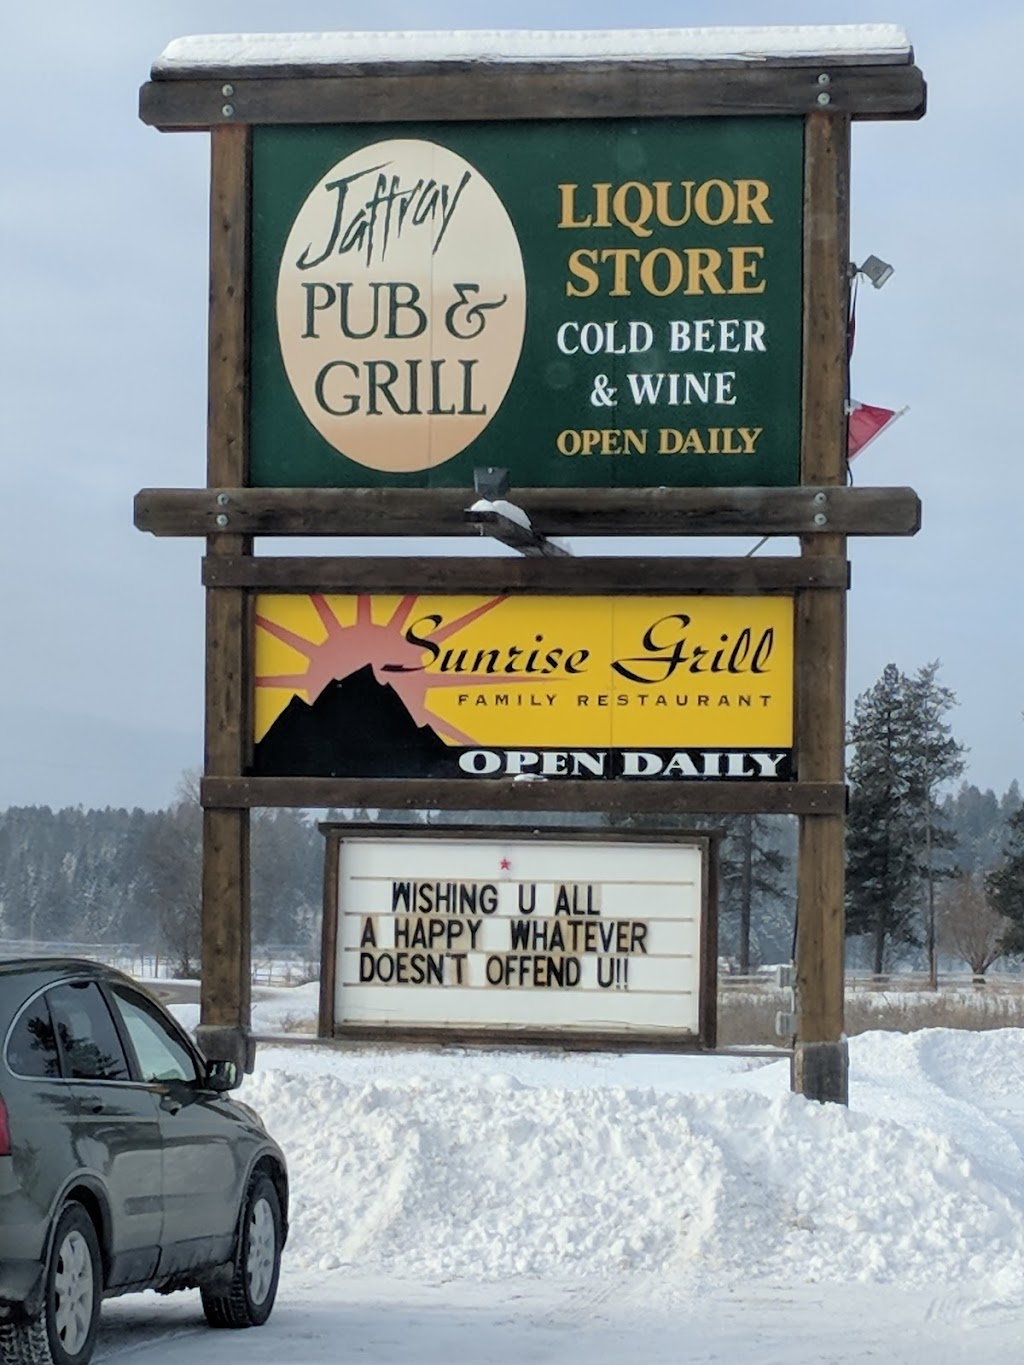 Jaffray
PUB &
GRILL
LIQUOR
STORE
COLD BEER
& WINE
OPEN DAILY
Sunrise Grill
FAMILY RESTAURANT
OPEN DAILY
WISHING U ALL
A HAPPY WHATEVER
DOESN'T OFFEND U!!